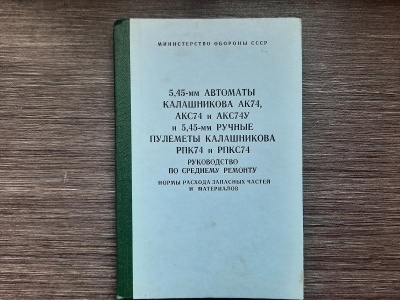 МИНИСТЕРСТВО ОБОРОНЫ СССР
5,45-мм АВТОМАТЫ
КАЛАШНИКОВА АК74,
АКС74 и АКС74У
и 5,45-мм РУЧНЫЕ
ПУЛЕМЕТЫ КАЛАШНИКОВА
РПК74 и РПКС74
РУКОВОДСТВО
ПО СРЕДНЕМУ РЕМОНТУ
НОРМЫ РАСХОДА ЗАПАСНЫХ ЧАСТЕЙ
И МАТЕРИАЛОВ